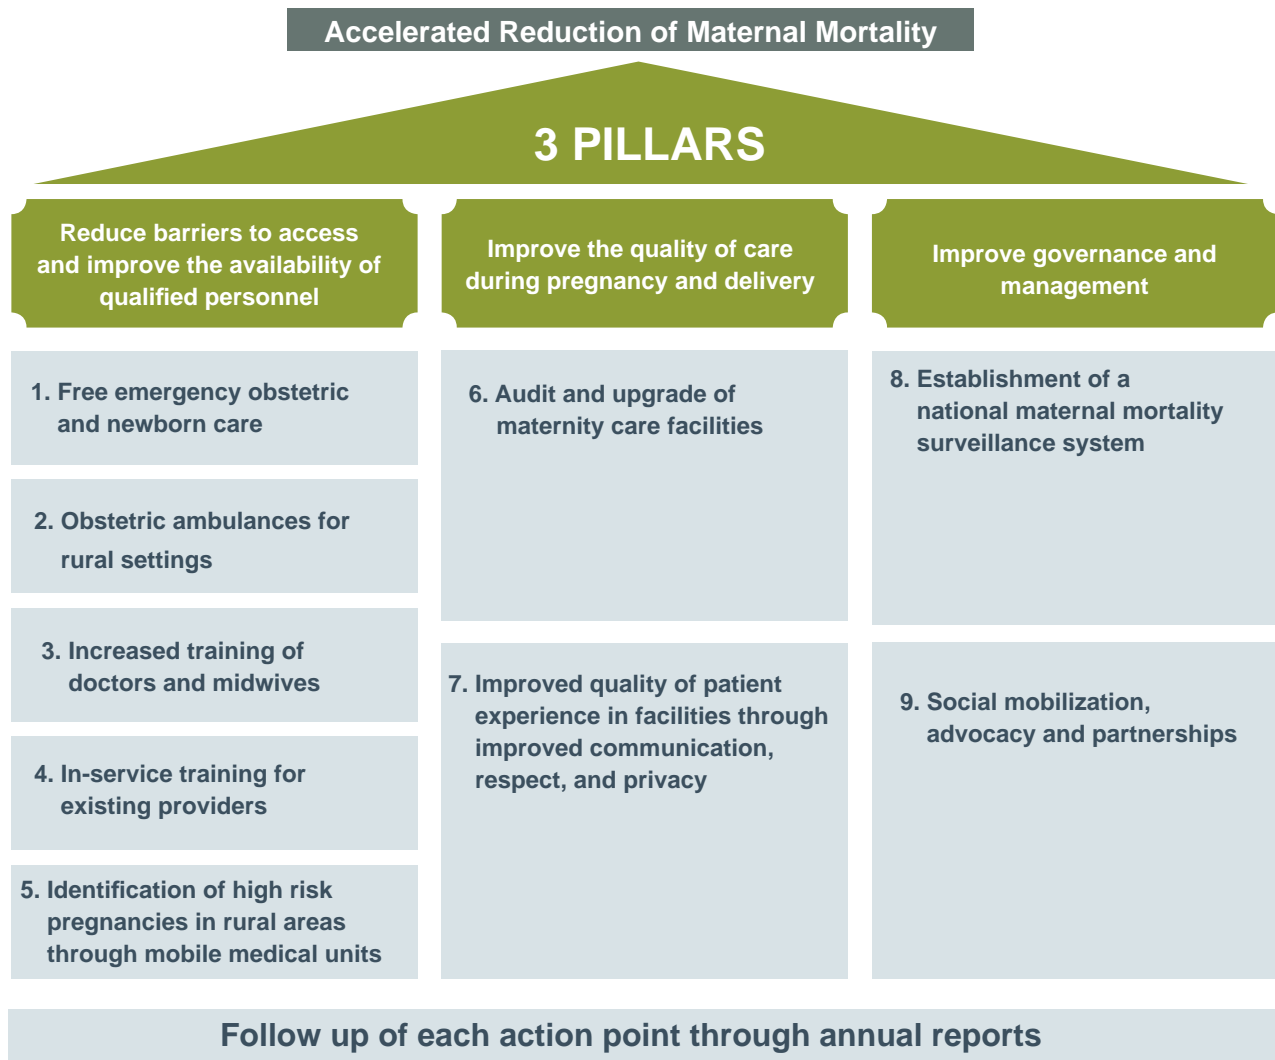 Accelerated Reduction of Maternal Mortality
3 PILLARS
Reduce barriers to access
and improve the availability of
qualified personnel
1. Free emergency obstetric
and newborn care
2. Obstetric ambulances for
rural settings
3. Increased training of
doctors and midwives
4. In-service training for
existing providers
5. Identification of high risk
pregnancies in rural areas
through mobile medical units
Improve the quality of care
during pregnancy and delivery
6. Audit and upgrade of
maternity care facilities
7. Improved quality of patient
experience in facilities through
improved communication,
respect, and privacy
Improve governance and
management
8. Establishment of a
national maternal mortality
surveillance system
9. Social mobilization,
advocacy and partnerships
Follow up of each action point through annual reports